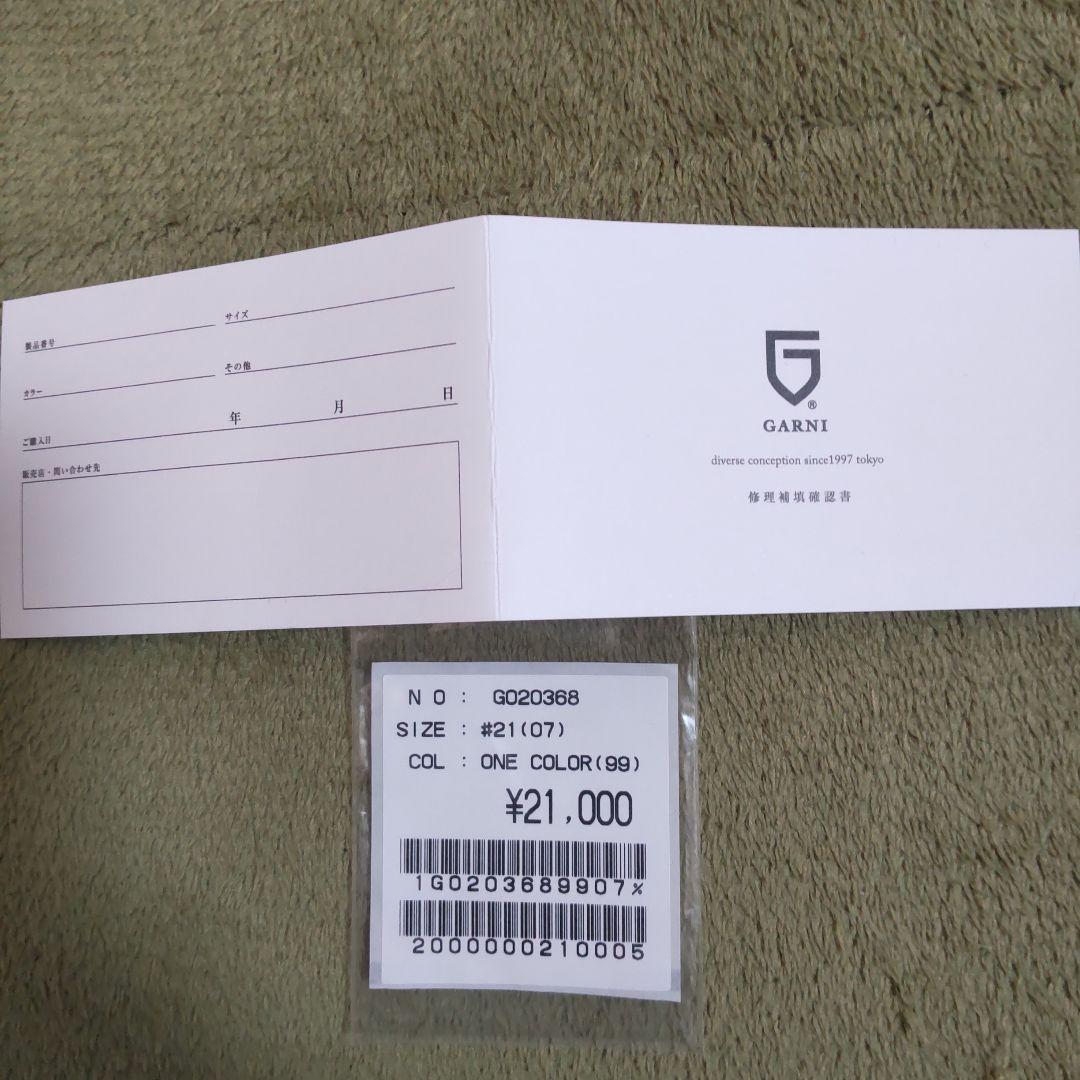 製品番号
サイズ
カラー
その他
ご購入日 年 月 日
販売店・問い合わせ先
G®
GARNI
diverse conception since1997 tokyo
修理補填確認書
NO : GO20368
SIZE : #21(07)
COL : ONE COLOR(99)
¥21,000
1GO203689907%
2000000210005